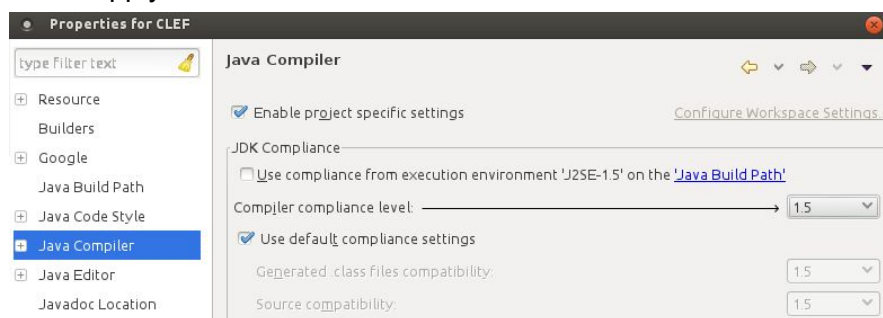 Properties for CLEF
type filter text
Java Compiler
Resource
Builders
Google
Java Build Path
Java Code Style
Java Compiler
Java Editor
Javadoc Location
Enable project specific settings
Configure Workspace Settings.
JDK Compliance
Use compliance from execution environment 'J2SE-1.5' on the 'Java Build Path'
Compiler compliance level:
1.5
Use default compliance settings
Generated .class files compatibility:
1.5
Source compatibility:
1.5